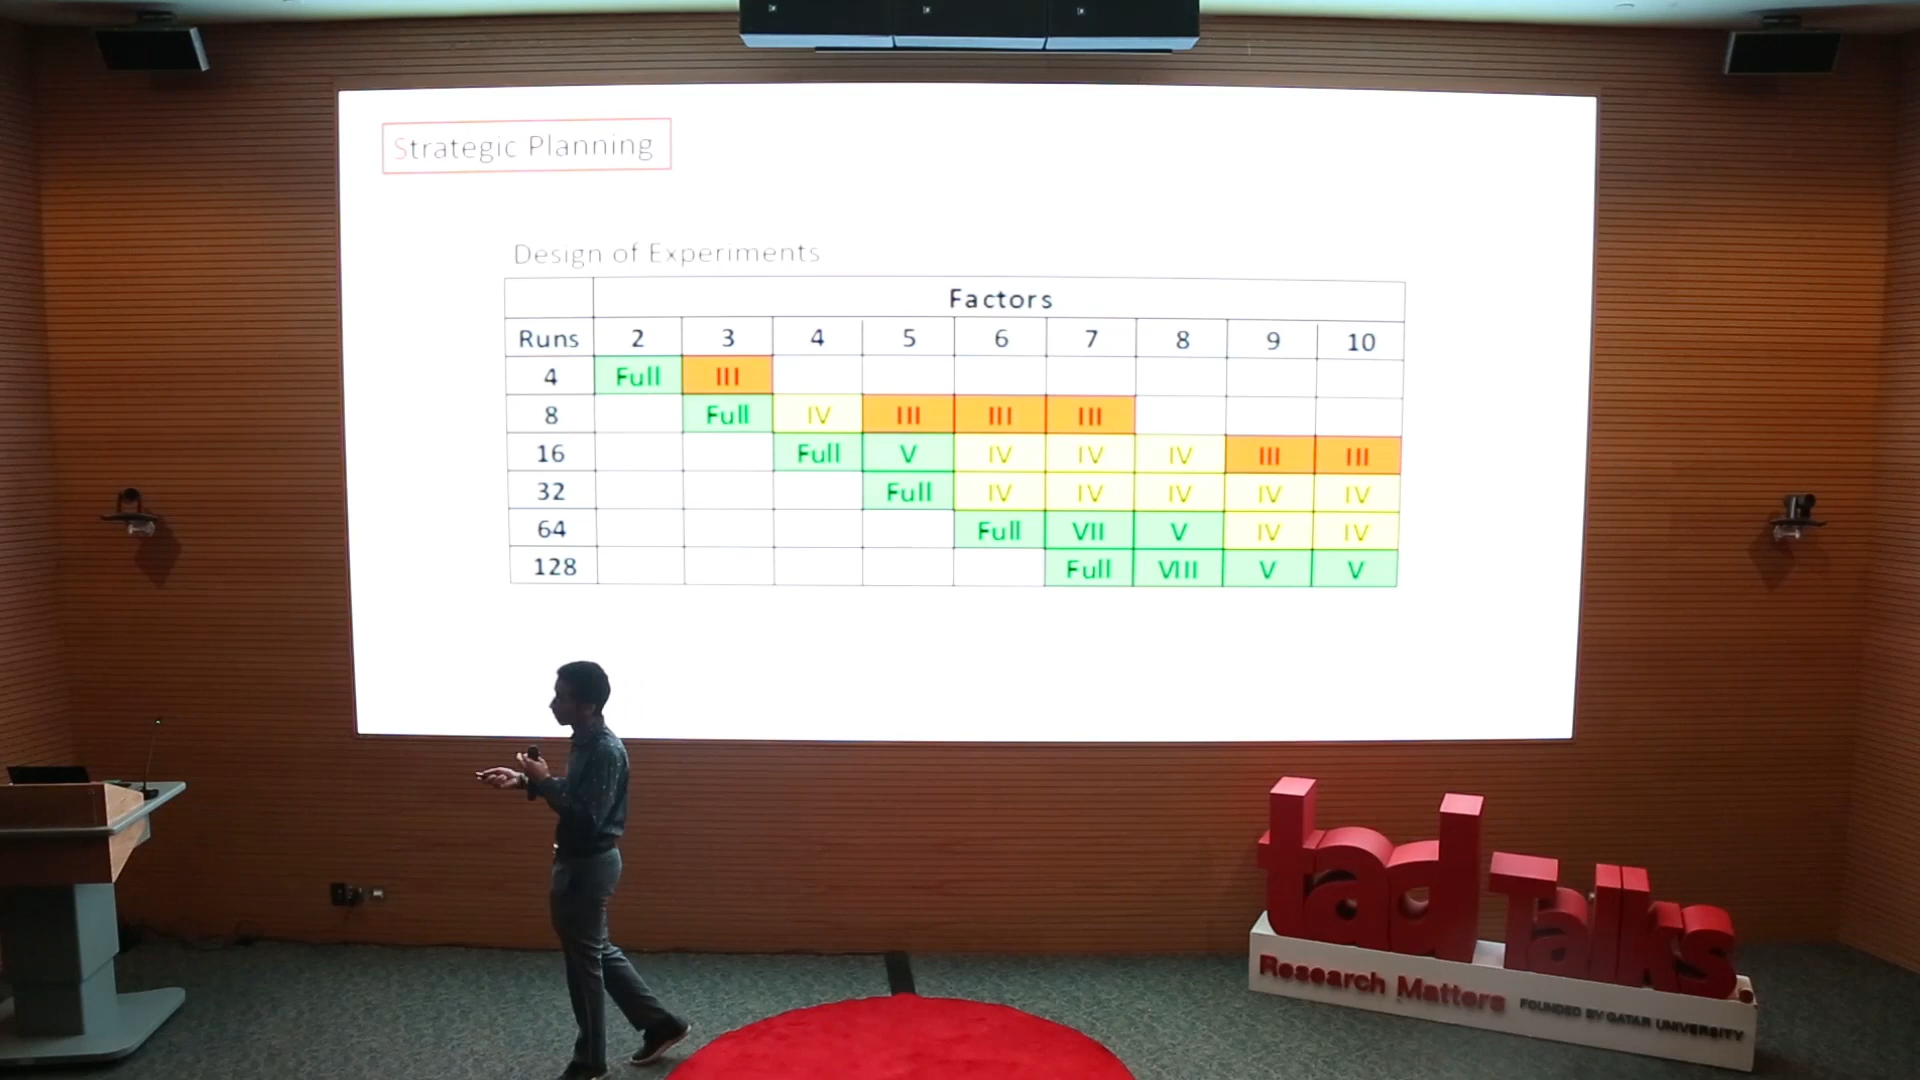 Strategic Planning
Design of Experiments
Factors
Runs 2 3 4 5 6 7 8 9 10
4 Full III
8 Full IV III III III
16 Full V IV IV IV III III
32 Full IV IV IV IV IV
64 Full VII V IV IV
128 Full VIII V V
tad Talks.
Research Matters FOUNDED BY QATAR UNIVERSITY